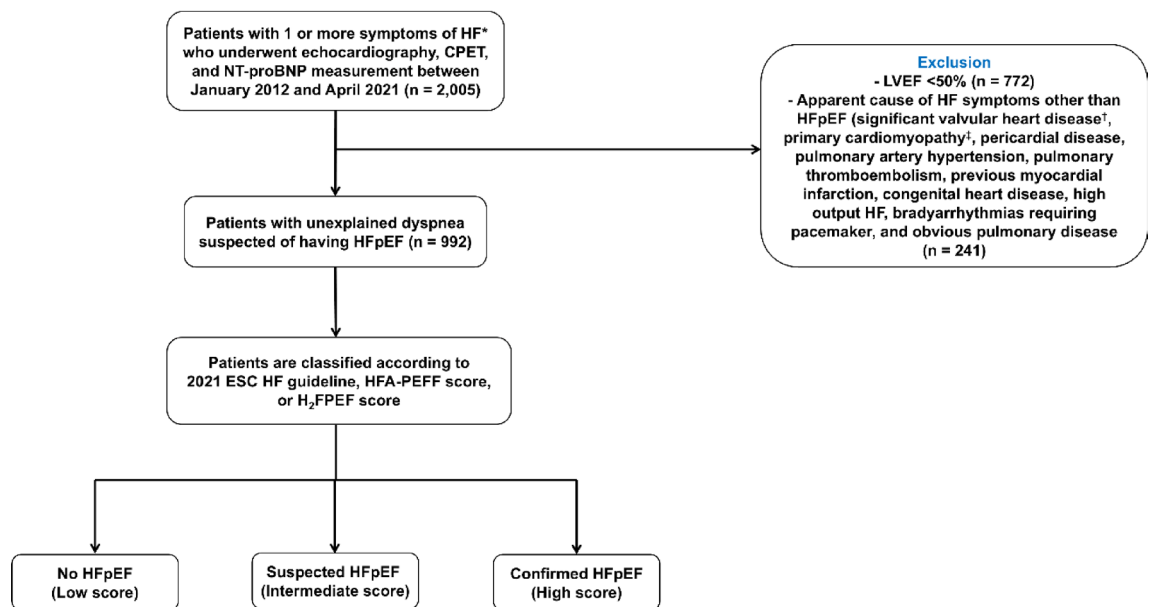 Patients with 1 or more symptoms of HF*
who underwent echocardiography, CPET,
and NT-proBNP measurement between
January 2012 and April 2021 (n = 2,005)
Exclusion
- LVEF <50% (n = 772)
- Apparent cause of HF symptoms other than
HFpEF (significant valvular heart disease†,
primary cardiomyopathy‡, pericardial disease,
pulmonary artery hypertension, pulmonary
thromboembolism, previous myocardial
infarction, congenital heart disease, high
output HF, bradyarrhythmias requiring
pacemaker, and obvious pulmonary disease
(n = 241)
Patients with unexplained dyspnea
suspected of having HFpEF (n = 992)
Patients are classified according to
2021 ESC HF guideline, HFA-PEFF score,
or H₂FPEF score
No HFpEF
(Low score)
Suspected HFpEF
(Intermediate score)
Confirmed HFpEF
(High score)